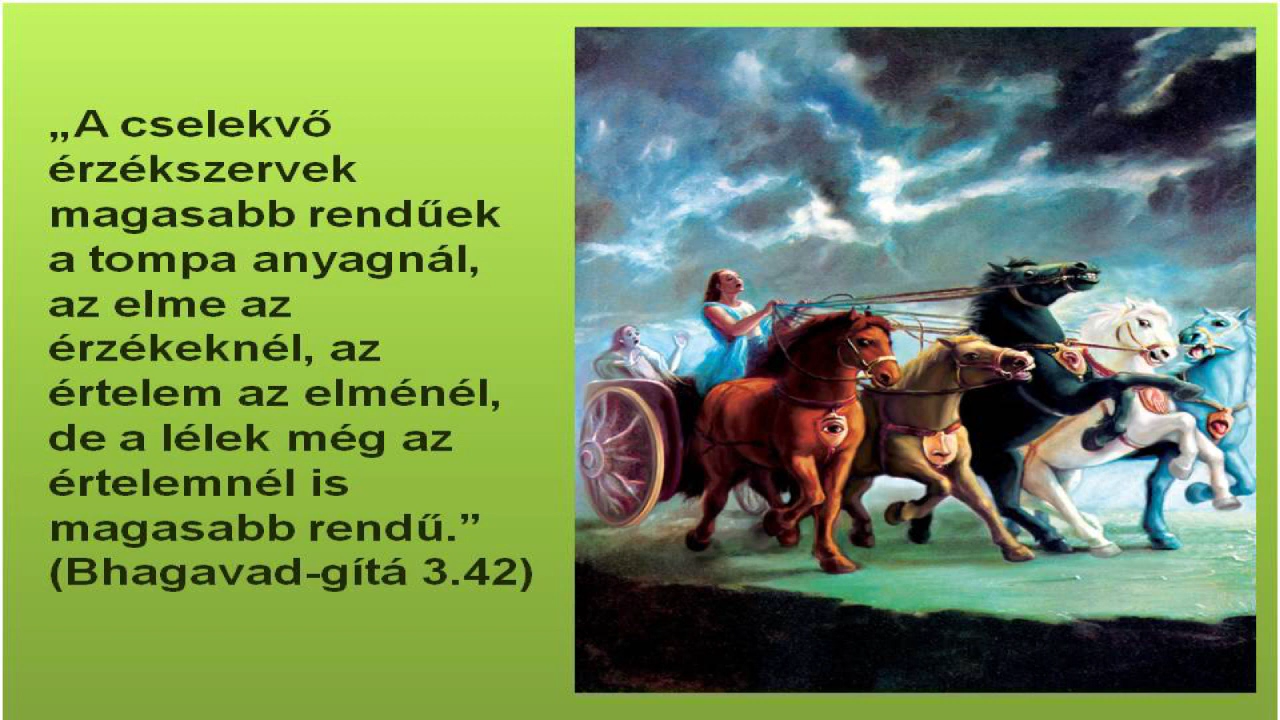 „A cselekvő
érzékszervek
magasabb rendűek
a tompa anyagnál,
az elme az
érzékeknél, az
értelem az elménél,
de a lélek még az
értelemnél is
magasabb rendű.”
(Bhagavad-gítá 3.42)